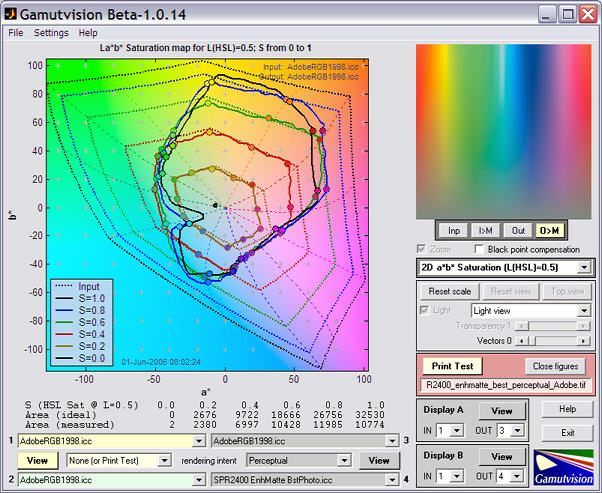 Gamutvision Beta-1.0.14
File Settings Help
La*b* Saturation map for L(HSL)=0.5; S from 0 to 1
Input: AdobeRGB1998.icc
Output: AdobeRGB1998.icc
100
80
60
40
20
0
-20
-40
-60
-80
-100
b*
Input
S=1.0
S=0.8
S=0.6
S=0.4
S=0.2
S=0.0
01-Jun-2006 08:02:24
-100 -50 0 50 100
a*
S (HSL Sat @ L=0.5) 0.0 0.2 0.4 0.6 0.8 1.0
Area (ideal) 0 2676 9722 18666 26756 32530
Area (measured) 2 2380 6997 10428 11985 10774
1 AdobeRGB1998.icc AdobeRGB1998.icc 3
View None (or Print Test) rendering intent Perceptual View
2 AdobeRGB1998.icc SPR2400 EnhMatte BstPhoto.icc 4
Inp I>M Out O>M
Zoom Black point compensation
2D a*b* Saturation (L(HSL)=0.5)
Reset scale Reset view Top view
Light Light view
Transparency 1
Vectors 0
Print Test Close figures
R2400_enhmatte_best_perceptual_Adobe.tif
Display A View
IN 1 OUT 3
Display B View
IN 1 OUT 4
Help
Exit
Gamutvision